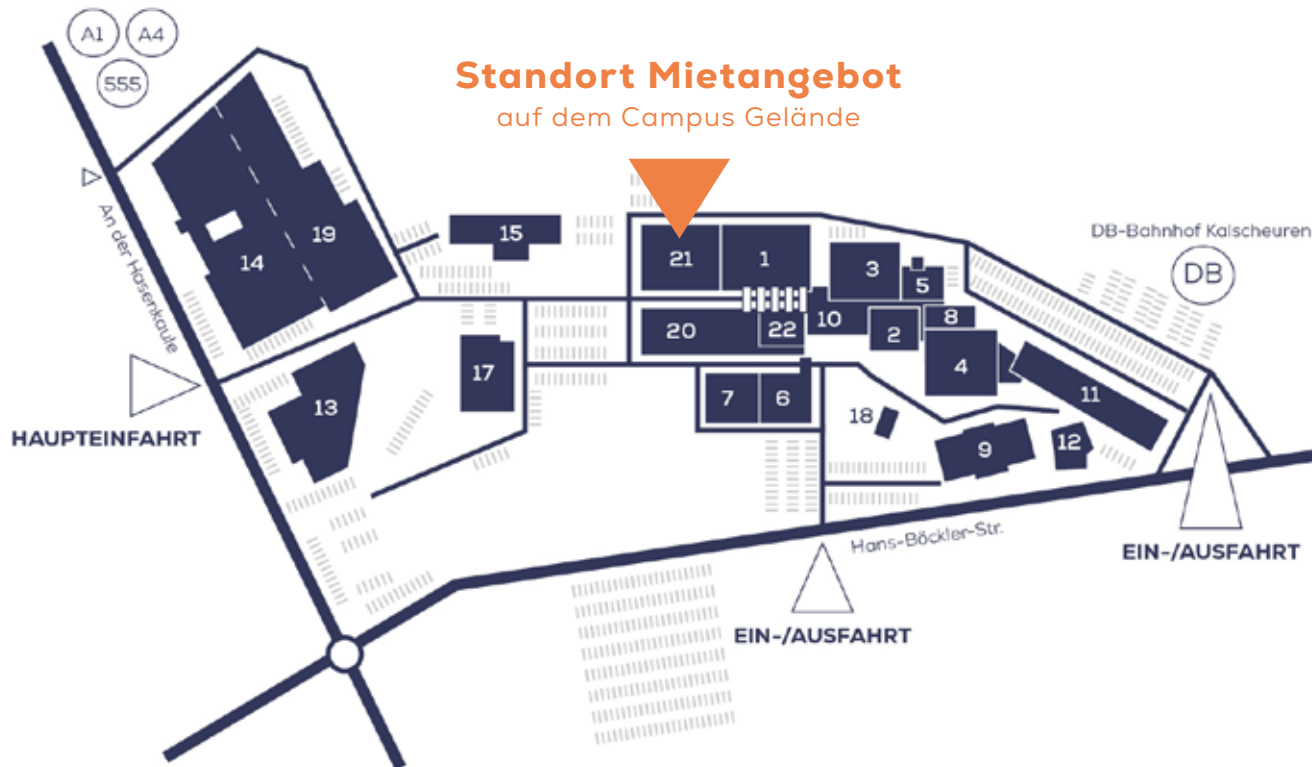 A1
A4
555
Standort Mietangebot
auf dem Campus Gelände
An der Hasenkaule
DB-Bahnhof Kalscheuren
DB
14
19
15
21
1
3
5
20
22
10
2
8
4
11
17
13
7
6
18
9
12
HAUPTEINFAHRT
Hans-Böckler-Str.
EIN-/AUSFAHRT
EIN-/AUSFAHRT